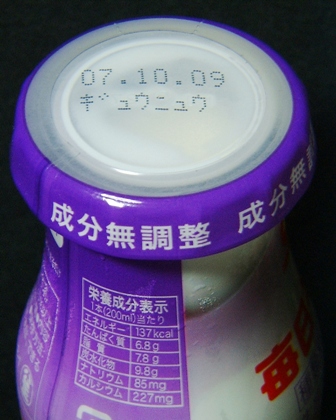 07.10.09
ギュウニュウ
成分無調整 成分
栄養成分表示
1本(200ml)当たり
エネルギー 137kcal
たんぱく質 6.8g
脂質 7.8g
炭水化物 9.8g
ナトリウム 85mg
カルシウム 227mg
毎日